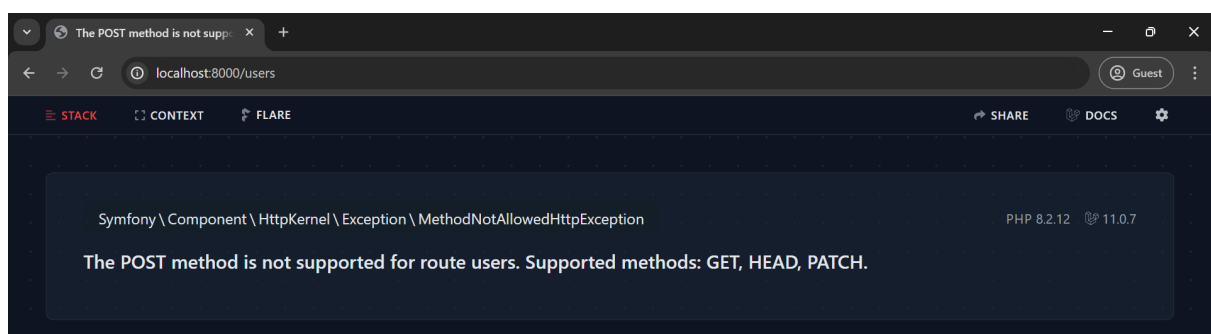 The POST method is not supp
localhost:8000/users
Guest
STACK
CONTEXT
FLARE
SHARE
DOCS
Symfony\Component\HttpKernel\Exception\MethodNotAllowedHttpException
PHP 8.2.12
11.0.7
The POST method is not supported for route users. Supported methods: GET, HEAD, PATCH.